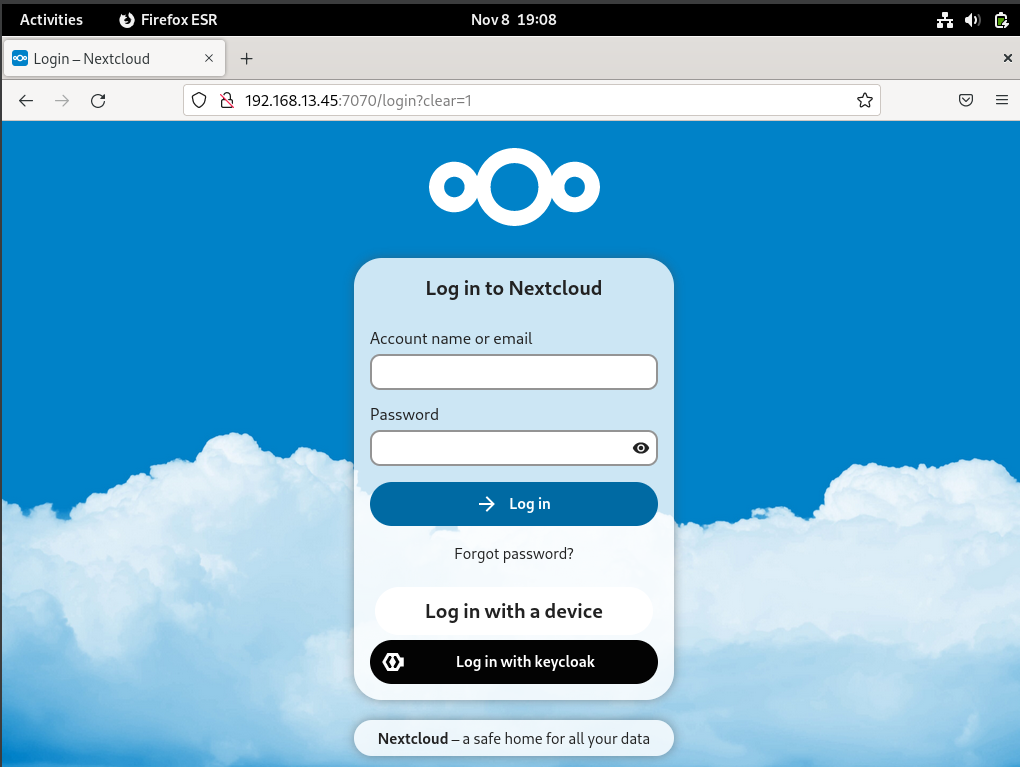 Activities Firefox ESR Nov 8 19:08
Login – Nextcloud
192.168.13.45:7070/login?clear=1
Log in to Nextcloud
Account name or email
Password
Log in
Forgot password?
Log in with a device
Log in with keycloak
Nextcloud – a safe home for all your data